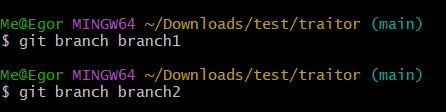 Me@Egor MINGW64 ~/Downloads/test/traitor (main)
$ git branch branch1
Me@Egor MINGW64 ~/Downloads/test/traitor (main)
$ git branch branch2